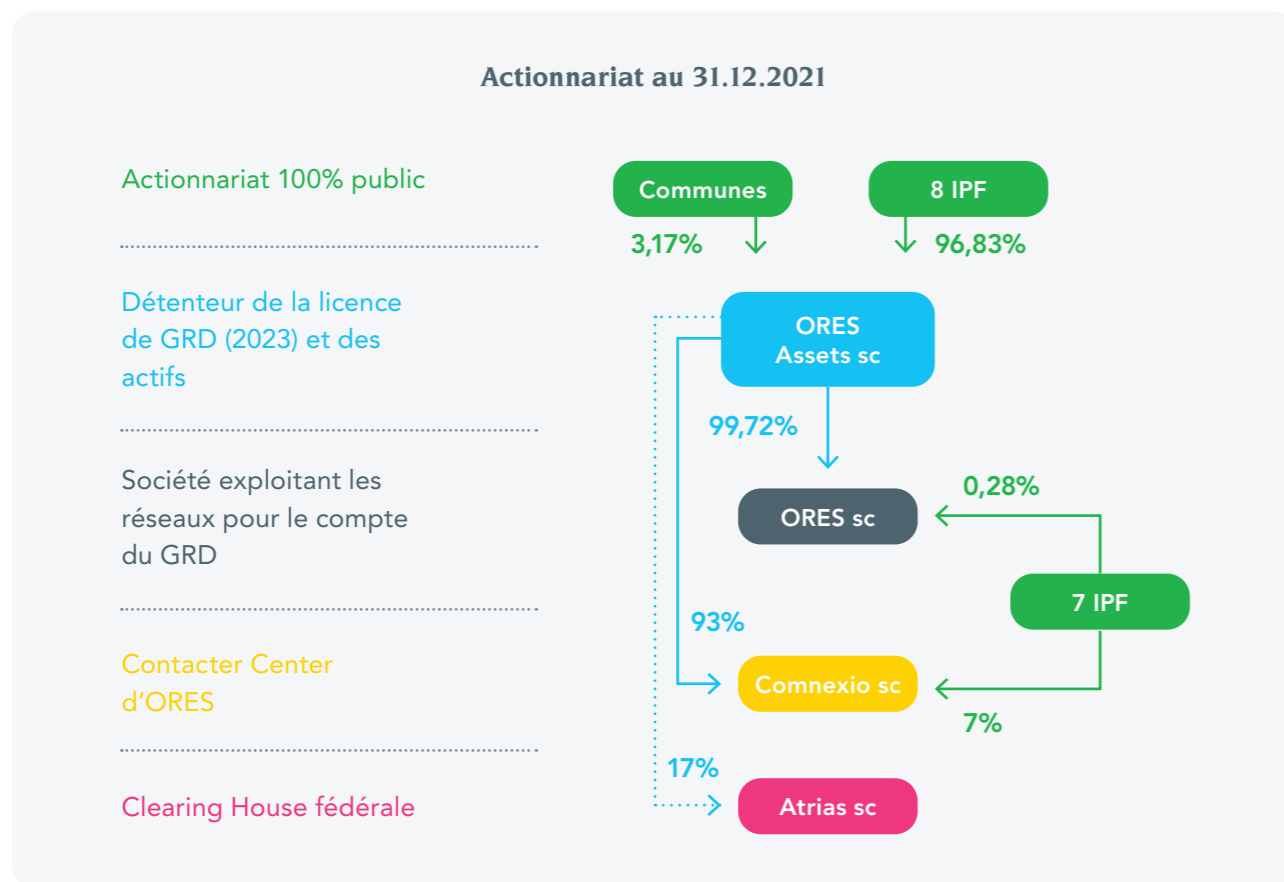 Actionnariat au 31.12.2021
Actionnariat 100% public
Communes
8 IPF
3,17%
96,83%
Détenteur de la licence
de GRD (2023) et des
actifs
ORES
Assets sc
99,72%
Société exploitant les
réseaux pour le compte
du GRD
0,28%
ORES sc
7 IPF
93%
Contacter Center
d'ORES
Comnexio sc
7%
17%
Clearing House fédérale
Atrias sc